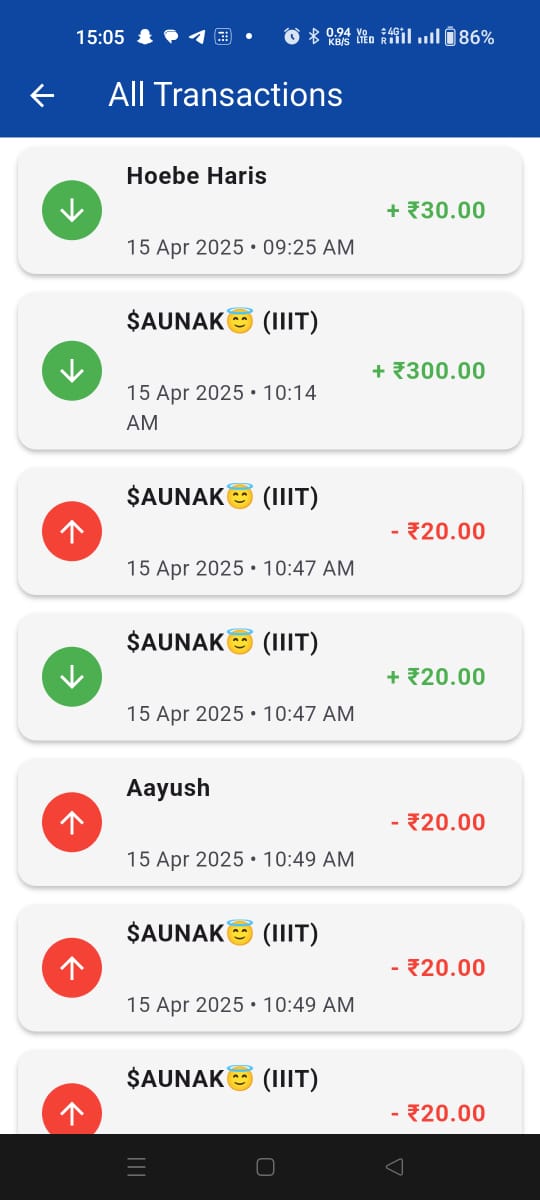 15:05 0.94 KB/S Vo LTE 4G+ R 86%
All Transactions
Hoebe Haris
+ ₹30.00
15 Apr 2025 • 09:25 AM
$AUNAK😇 (IIIT)
+ ₹300.00
15 Apr 2025 • 10:14
AM
$AUNAK😇 (IIIT)
- ₹20.00
15 Apr 2025 • 10:47 AM
$AUNAK😇 (IIIT)
+ ₹20.00
15 Apr 2025 • 10:47 AM
Aayush
- ₹20.00
15 Apr 2025 • 10:49 AM
$AUNAK😇 (IIIT)
- ₹20.00
15 Apr 2025 • 10:49 AM
$AUNAK😇 (IIIT)
- ₹20.00